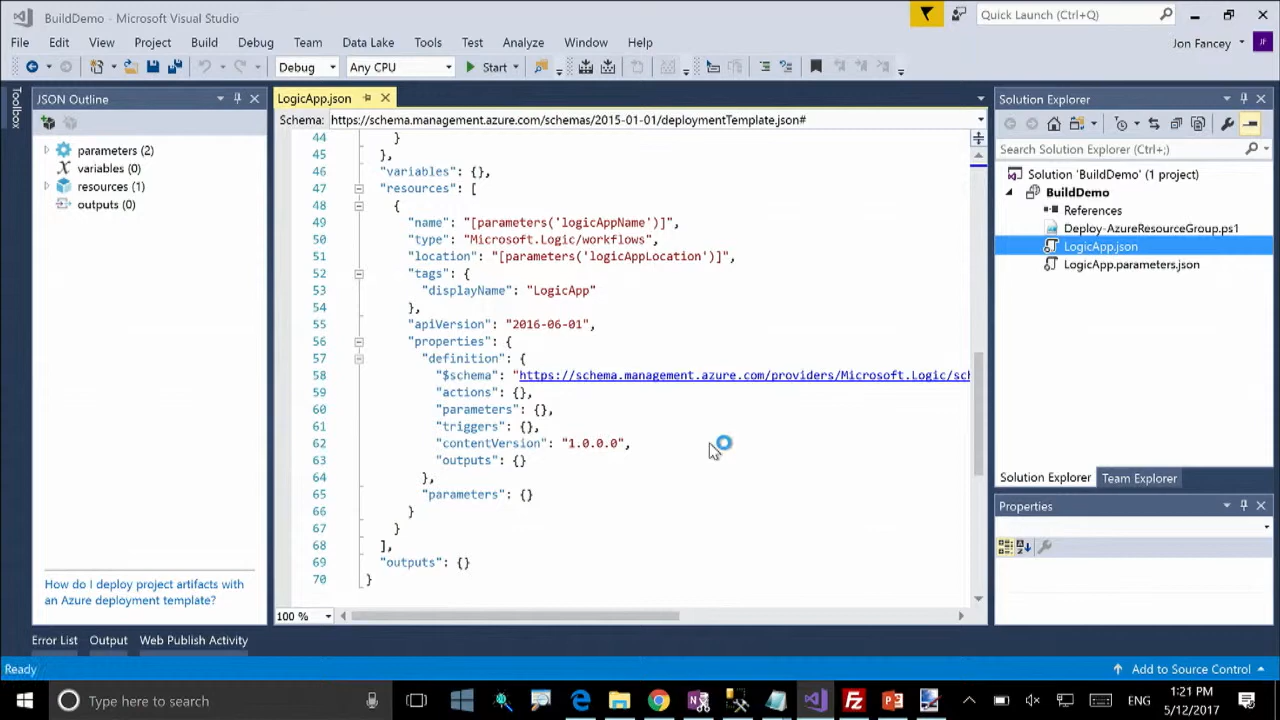 BuildDemo - Microsoft Visual Studio
Quick Launch (Ctrl+Q)
File Edit View Project Build Debug Team Data Lake Tools Test Analyze Window Help
Jon Fancey JF
Debug Any CPU Start
Toolbox
JSON Outline
parameters (2)
variables (0)
resources (1)
outputs (0)
How do I deploy project artifacts with
an Azure deployment template?
LogicApp.json
Schema: https://schema.management.azure.com/schemas/2015-01-01/deploymentTemplate.json#
44 }
45 },
46 "variables": {},
47 "resources": [
48 {
49 "name": "[parameters('logicAppName')]",
50 "type": "Microsoft.Logic/workflows",
51 "location": "[parameters('logicAppLocation')]",
52 "tags": {
53 "displayName": "LogicApp"
54 },
55 "apiVersion": "2016-06-01",
56 "properties": {
57 "definition": {
58 "$schema": "https://schema.management.azure.com/providers/Microsoft.Logic/sch
59 "actions": {},
60 "parameters": {},
61 "triggers": {},
62 "contentVersion": "1.0.0.0",
63 "outputs": {}
64 },
65 "parameters": {}
66 }
67 }
68 ],
69 "outputs": {}
70 }
100 %
Solution Explorer
Search Solution Explorer (Ctrl+;)
Solution 'BuildDemo' (1 project)
BuildDemo
References
Deploy-AzureResourceGroup.ps1
LogicApp.json
LogicApp.parameters.json
Solution Explorer Team Explorer
Properties
Error List Output Web Publish Activity
Ready
Add to Source Control
Type here to search
ENG
1:21 PM
5/12/2017